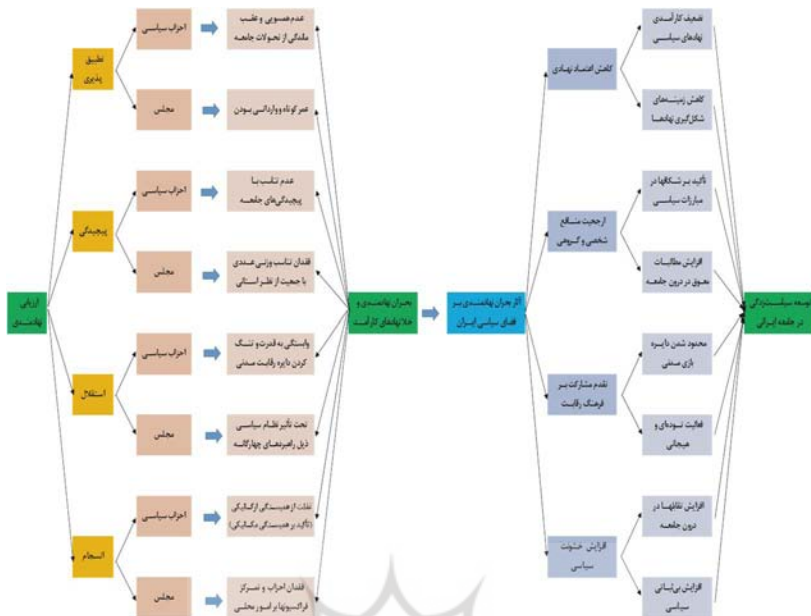 ارزیابی
نهادمندی
تطبیق
پذیری
احزاب سیاسی
عدم همسویی و عقب
ماندگی از تحولات جامعه
مجلس
عمر کوتاه و وارداتی بودن
پیچیدگی
احزاب سیاسی
عدم تناسب با
پیچیدگی‌های جامعه
مجلس
فقدان تناسب وزنی عددی
با جمعیت از نظر استانی
استقلال
احزاب سیاسی
وابستگی به قدرت و تنگ
کردن دایره رقابت مدنی
مجلس
تحت تأثیر نظام سیاسی
ذیل راهبردهای چهارگانه
انسجام
احزاب سیاسی
غفلت از همبستگی ارگانیکی
(تأکید بر همبستگی مکانیکی)
مجلس
فقدان احزاب و تمرکز
فراکسیونها بر امور محلی
بحران نهادمندی و
خلأ نهادهای کارآمد
آثار بحران نهادمندی بر
فضای سیاسی ایران
کاهش اعتماد نهادی
تضعیف کارآمدی
نهادهای سیاسی
کاهش زمینه‌های
شکل‌گیری نهادها
ارجحیت منافع
شخصی و گروهی
تأکید بر شکافها در
مبارزات سیاسی
افزایش مطالبات
معوق در درون جامعه
تقدم مشارکت بر
فرهنگ رقابت
محدود شدن دایره
بازی مدنی
فعالیت توده‌ای و
هیجانی
افزایش خشونت
سیاسی
افزایش تقابلها در
درون جامعه
افزایش بی‌ثباتی
سیاسی
توسعه سیاست‌زدگی
در جامعه ایرانی